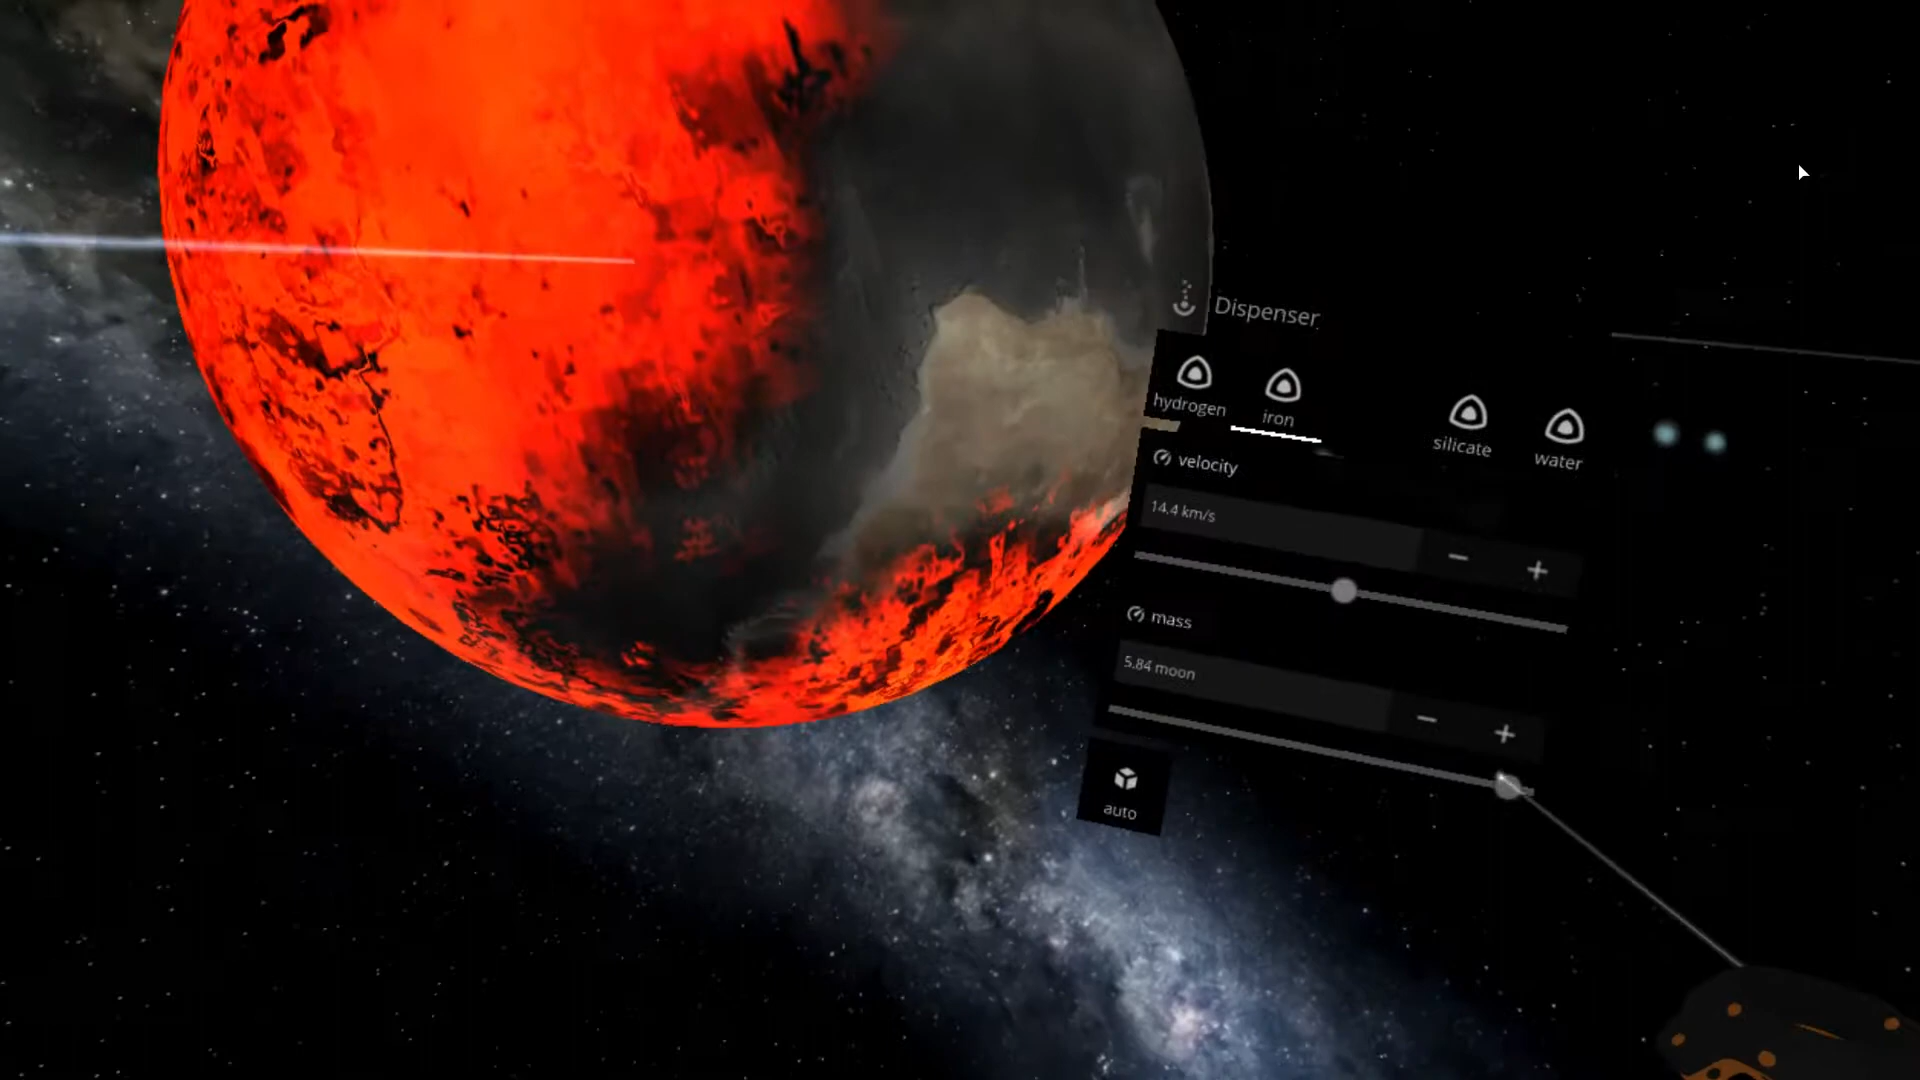 Dispenser
hydrogen
iron
silicate
water
velocity
14.4 km/s
mass
5.84 moon
auto